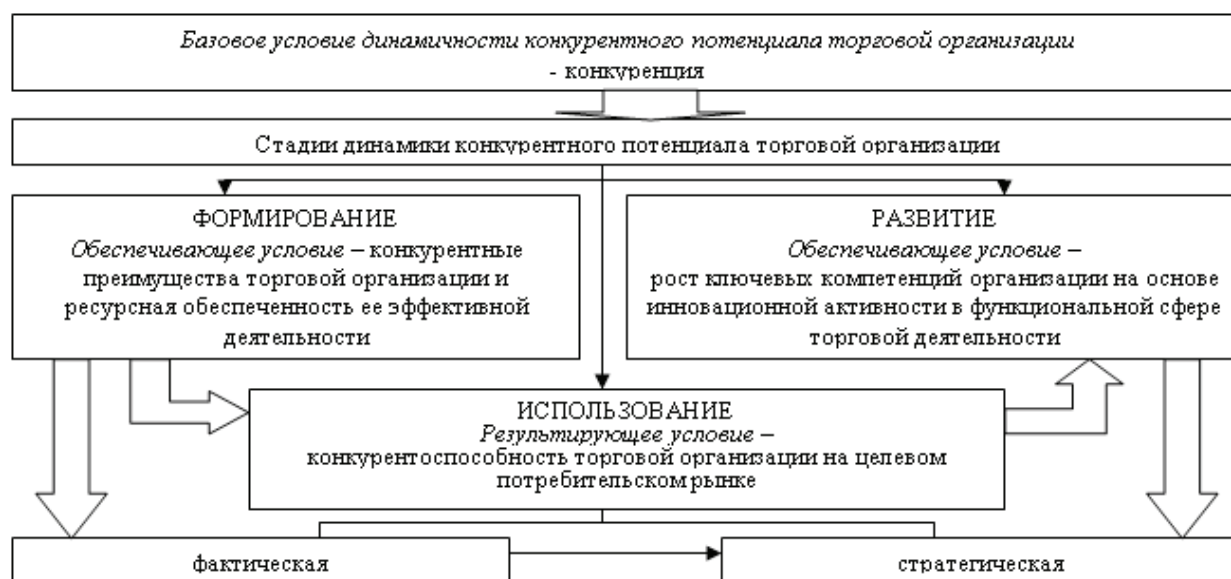 Базовое условие динамичности конкурентного потенциала торговой организации
- конкуренция
Стадии динамики конкурентного потенциала торговой организации
ФОРМИРОВАНИЕ
Обеспечивающее условие – конкурентные
преимущества торговой организации и
ресурсная обеспеченность ее эффективной
деятельности
РАЗВИТИЕ
Обеспечивающее условие –
рост ключевых компетенций организации на основе
инновационной активности в функциональной сфере
торговой деятельности
ИСПОЛЬЗОВАНИЕ
Результирующее условие –
конкурентоспособность торговой организации на целевом
потребительском рынке
фактическая
стратегическая